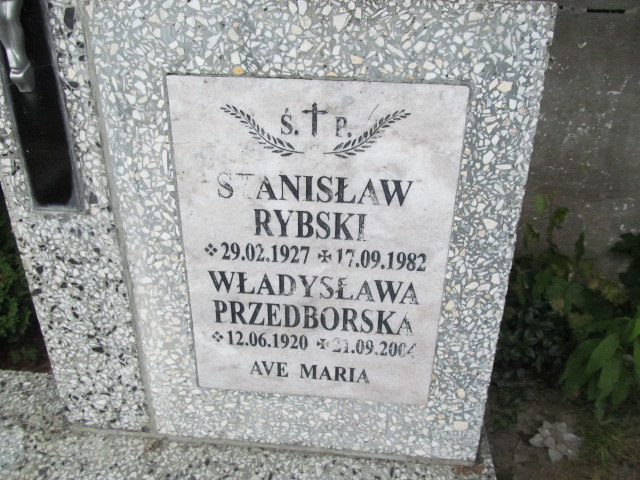 Ś. † P.
STANISŁAW
RYBSKI
29.02.1927 17.09.1982
WŁADYSŁAWA
PRZEDBORSKA
12.06.1920 21.09.2004
AVE MARIA